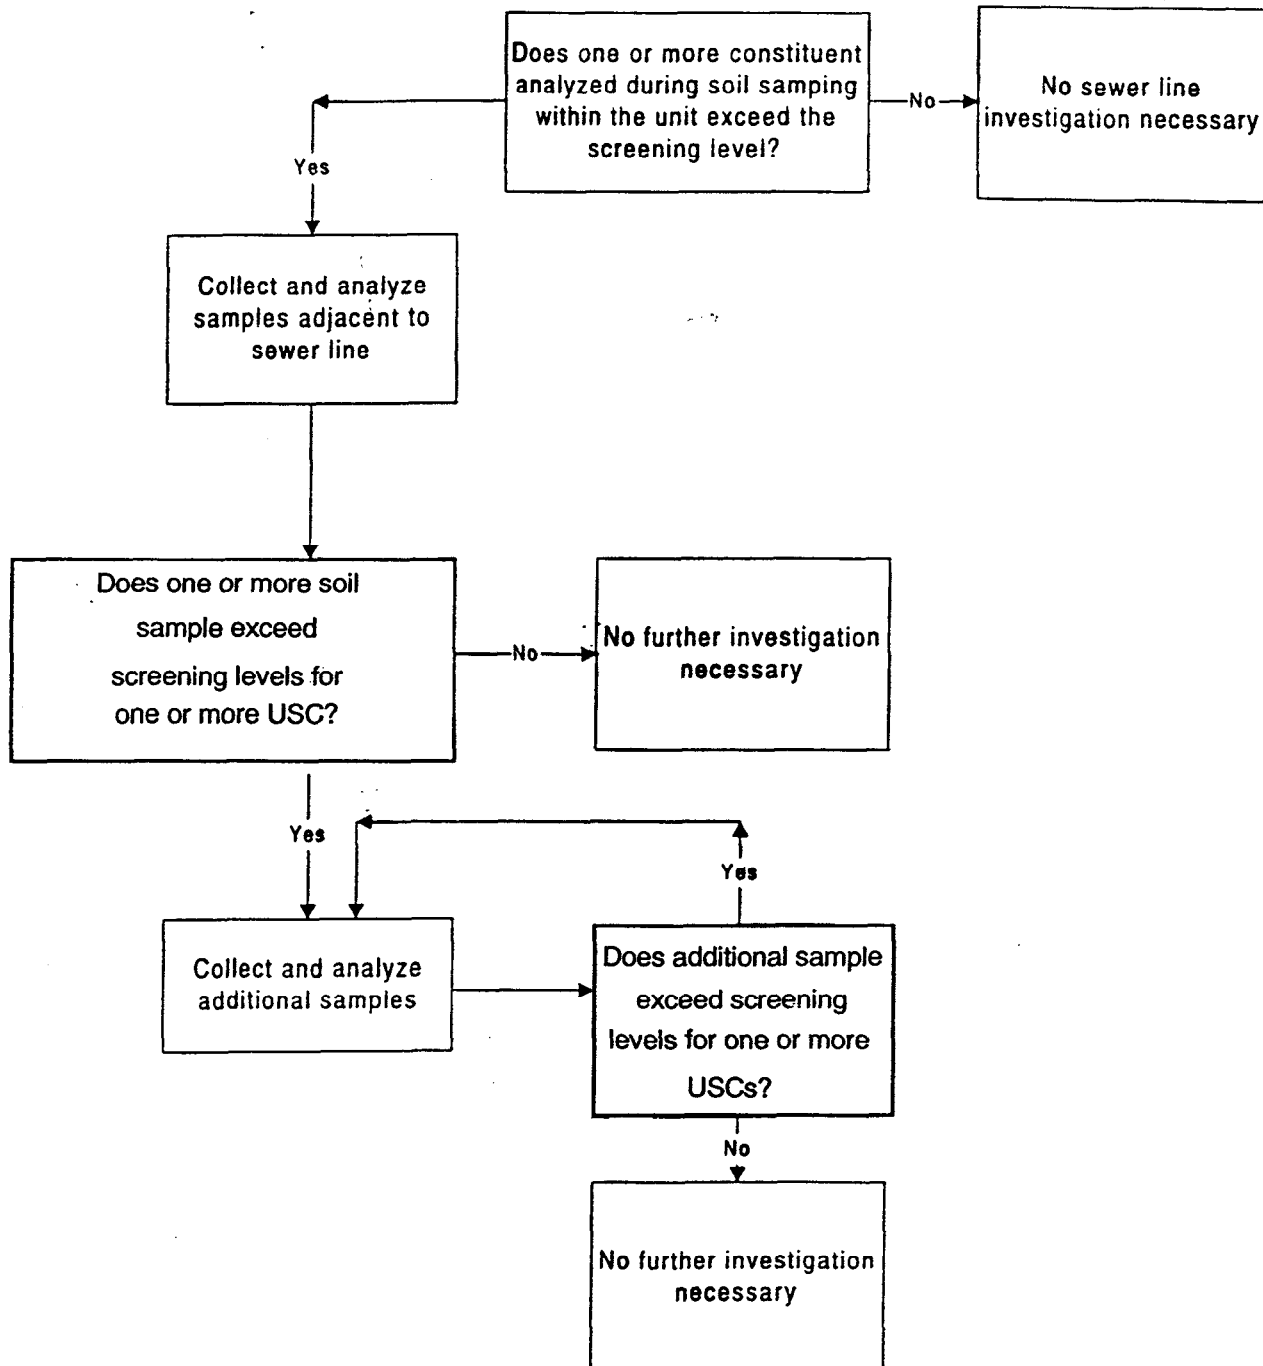 Does one or more constituent
analyzed during soil samping
within the unit exceed the
screening level?
No
No sewer line
investigation necessary
Yes
Collect and analyze
samples adjacent to
sewer line
Does one or more soil
sample exceed
screening levels for
one or more USC?
No
No further investigation
necessary
Yes
Yes
Collect and analyze
additional samples
Does additional sample
exceed screening
levels for one or more
USCs?
No
No further investigation
necessary